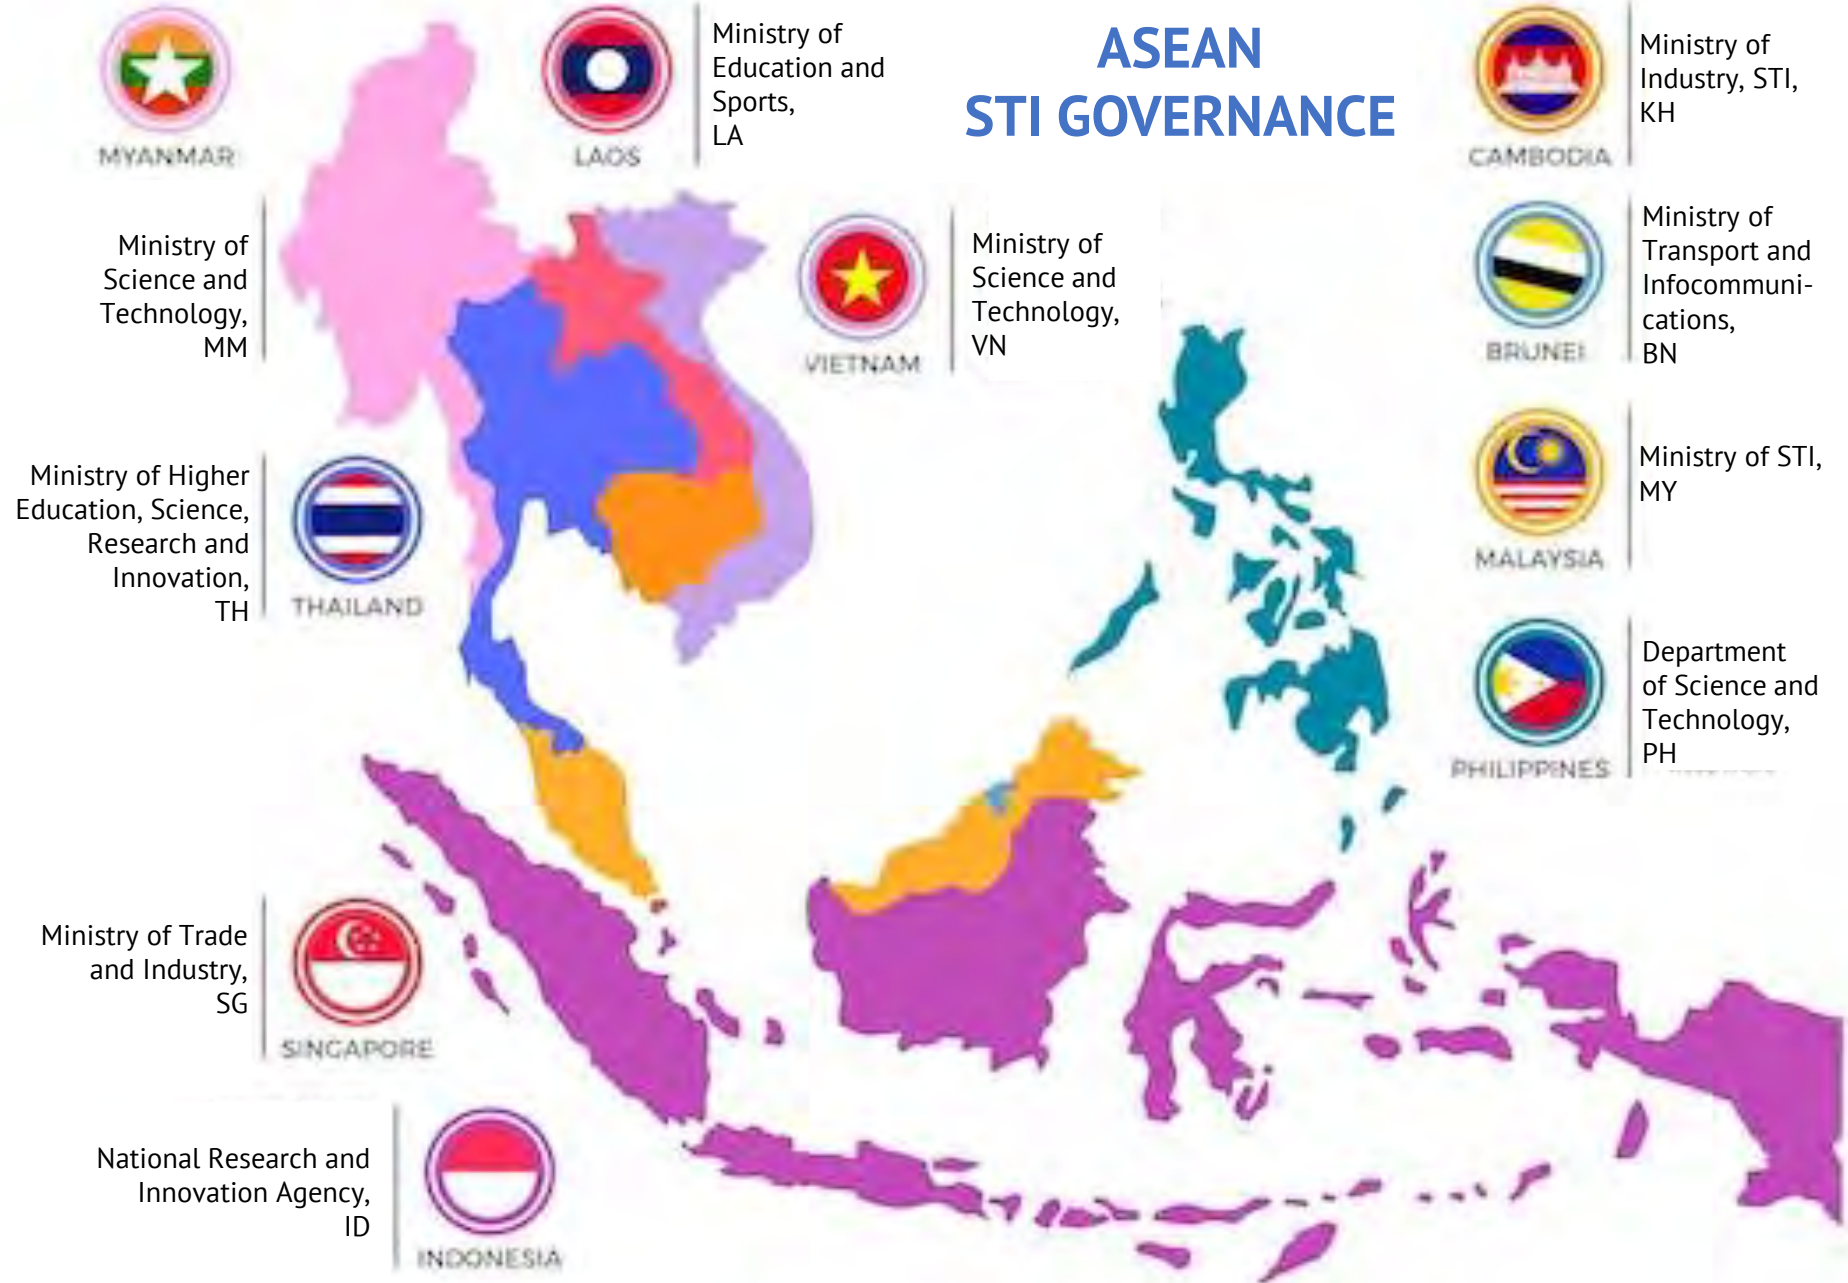 ASEAN
STI GOVERNANCE
MYANMAR
Ministry of
Science and
Technology,
MM
LAOS
Ministry of
Education and
Sports,
LA
VIETNAM
Ministry of
Science and
Technology,
VN
CAMBODIA
Ministry of
Industry, STI,
KH
BRUNEI
Ministry of
Transport and
Infocommuni-
cations,
BN
MALAYSIA
Ministry of STI,
MY
PHILIPPINES
Department
of Science and
Technology,
PH
Ministry of Higher
Education, Science,
Research and
Innovation,
TH
THAILAND
Ministry of Trade
and Industry,
SG
SINGAPORE
National Research and
Innovation Agency,
ID
INDONESIA